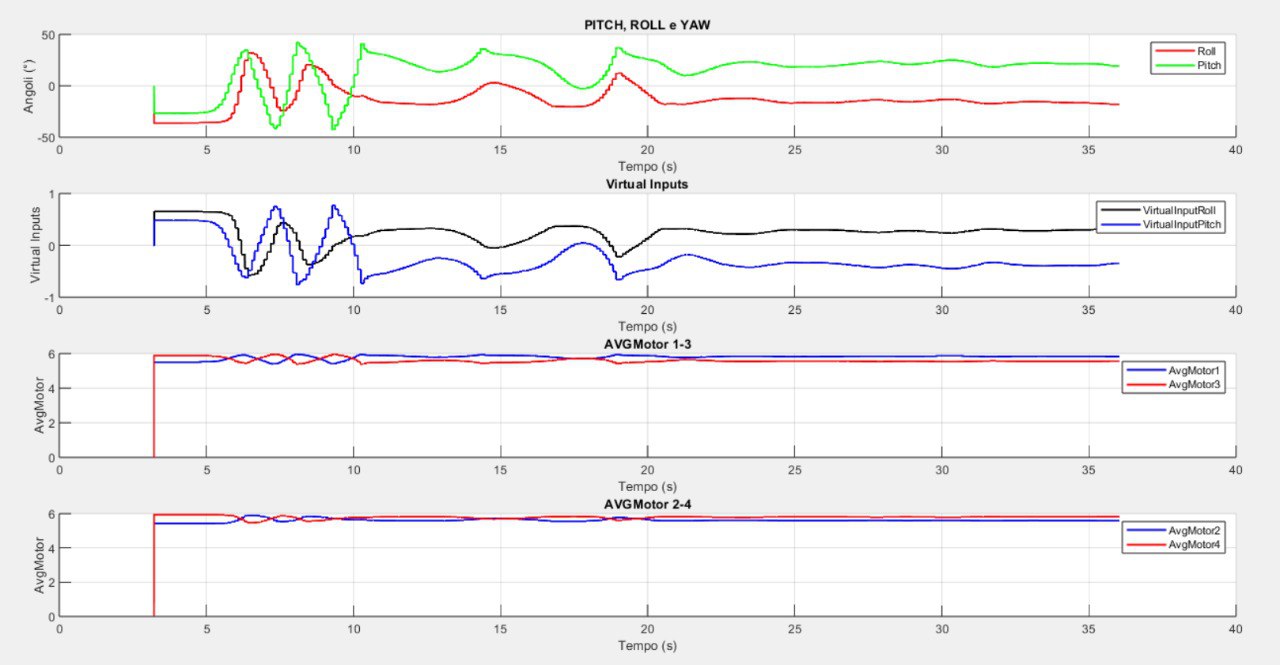 PITCH, ROLL e YAW
50
0
-50
Angoli (°)
Roll
Pitch
0 5 10 15 20 25 30 35 40
Tempo (s)
Virtual Inputs
1
0
-1
Virtual Inputs
VirtualInputRoll
VirtualInputPitch
0 5 10 15 20 25 30 35 40
Tempo (s)
AVGMotor 1-3
6
4
2
0
AvgMotor
AvgMotor1
AvgMotor3
0 5 10 15 20 25 30 35 40
Tempo (s)
AVGMotor 2-4
6
4
2
0
AvgMotor
AvgMotor2
AvgMotor4
0 5 10 15 20 25 30 35 40
Tempo (s)